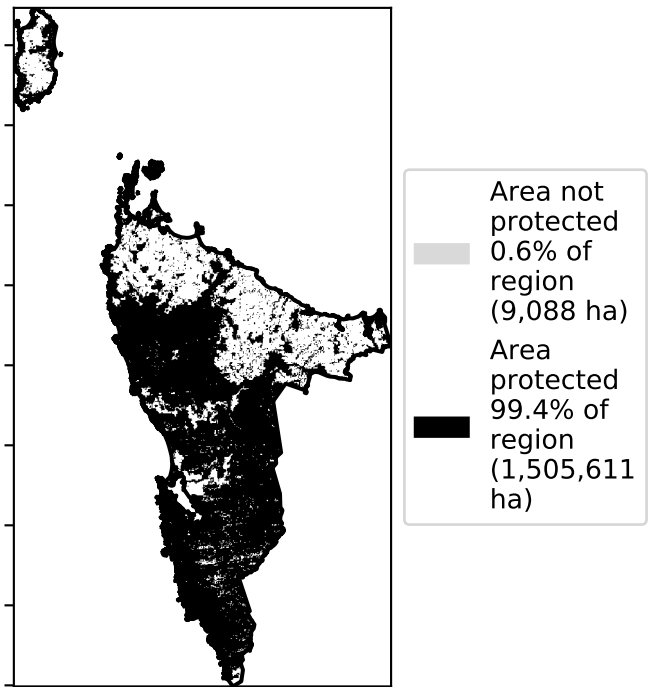 Area not
protected
0.6% of
region
(9,088 ha)
Area
protected
99.4% of
region
(1,505,611
ha)